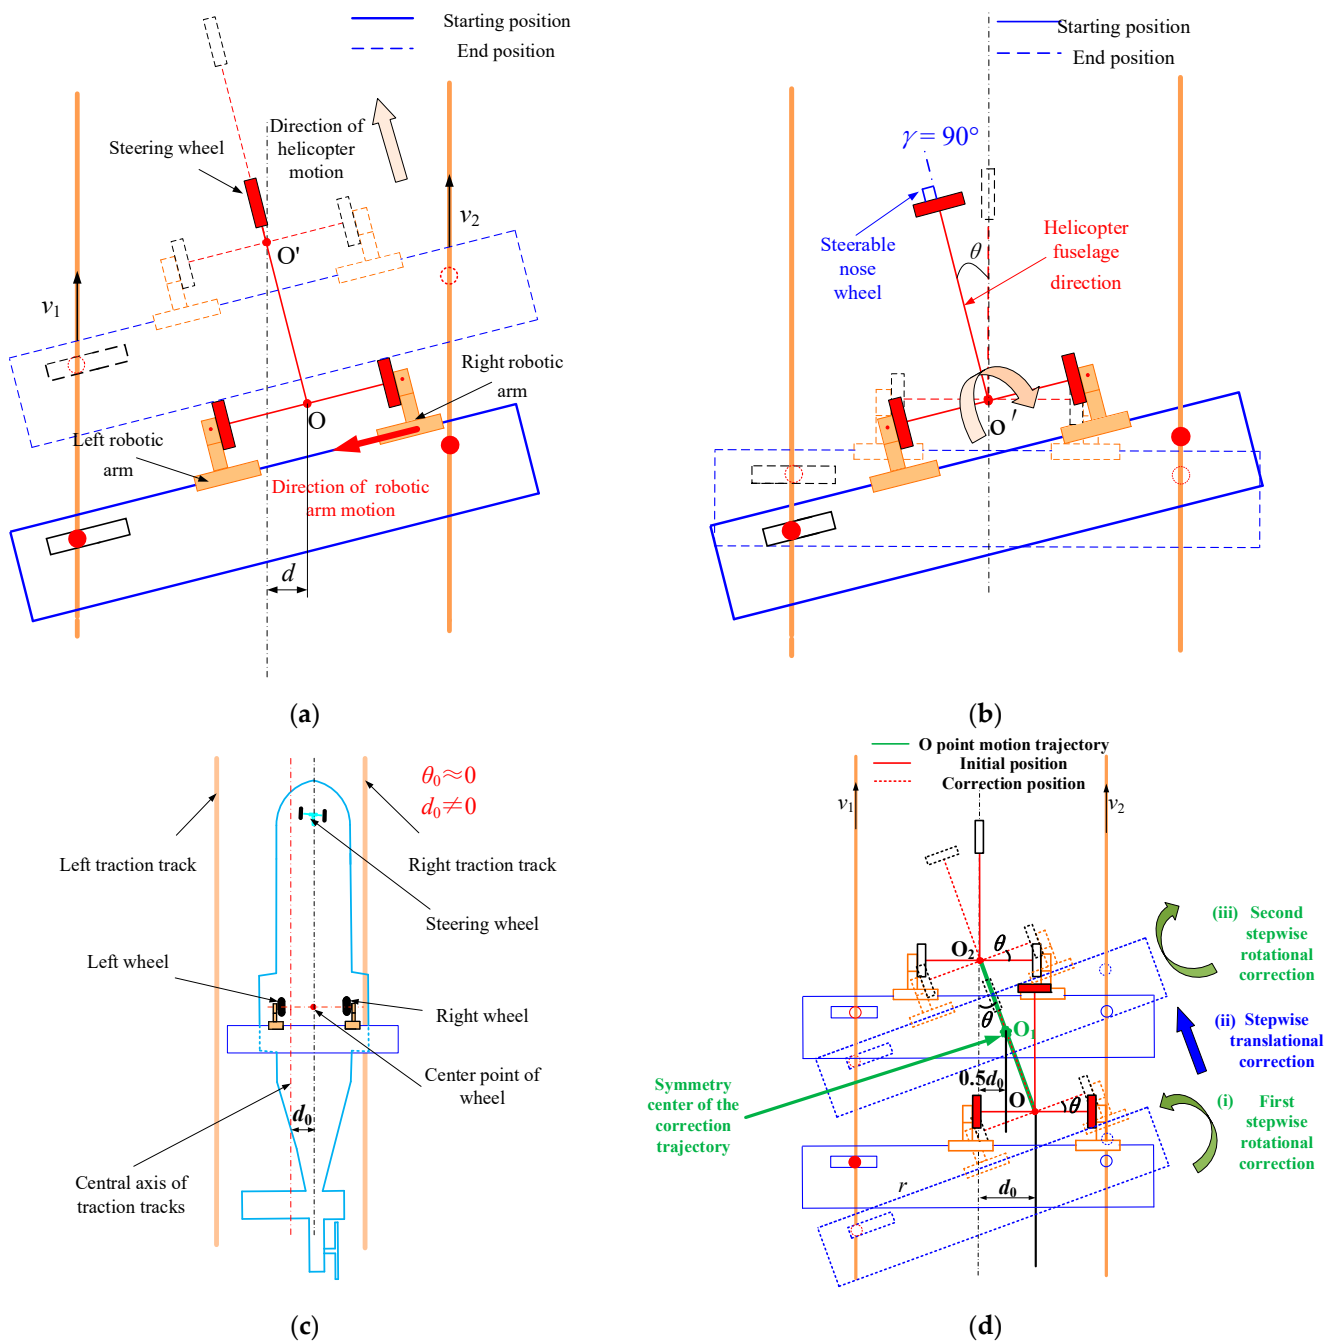 Starting position
End position
Steering wheel
Direction of
helicopter
motion
v1
v2
O'
O
Right robotic
arm
Left robotic
arm
Direction of robotic
arm motion
d
(a)
Starting position
End position
γ = 90°
Steerable
nose
wheel
θ
Helicopter
fuselage
direction
O'
(b)
θ0≈0
d0≠0
Left traction track
Right traction track
Steering wheel
Left wheel
Right wheel
Center point of
wheel
d0
Central axis of
traction tracks
(c)
O point motion trajectory
Initial position
Correction position
v1
v2
O2
θ
θ
O1
0.5d0
O
θ
r
d0
Symmetry
center of the
correction
trajectory
(iii) Second
stepwise
rotational
correction
(ii) Stepwise
translational
correction
(i) First
stepwise
rotational
correction
(d)